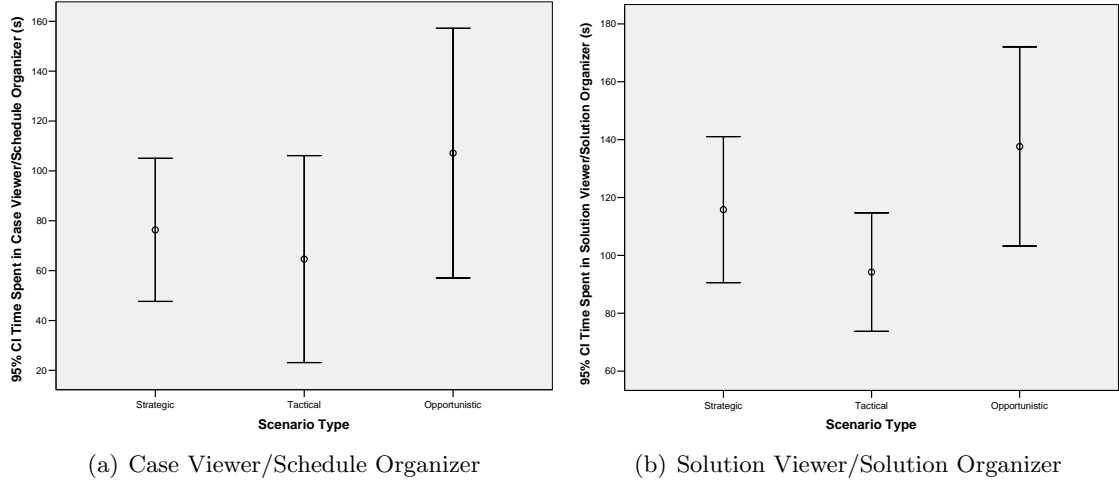 95% CI Time Spent in Case Viewer/Schedule Organizer (s)
160
140
120
100
80
60
40
20
Strategic
Tactical
Opportunistic
Scenario Type
(a) Case Viewer/Schedule Organizer
95% CI Time Spent in Solution Viewer/Solution Organizer (s)
180
160
140
120
100
80
60
Strategic
Tactical
Opportunistic
Scenario Type
(b) Solution Viewer/Solution Organizer